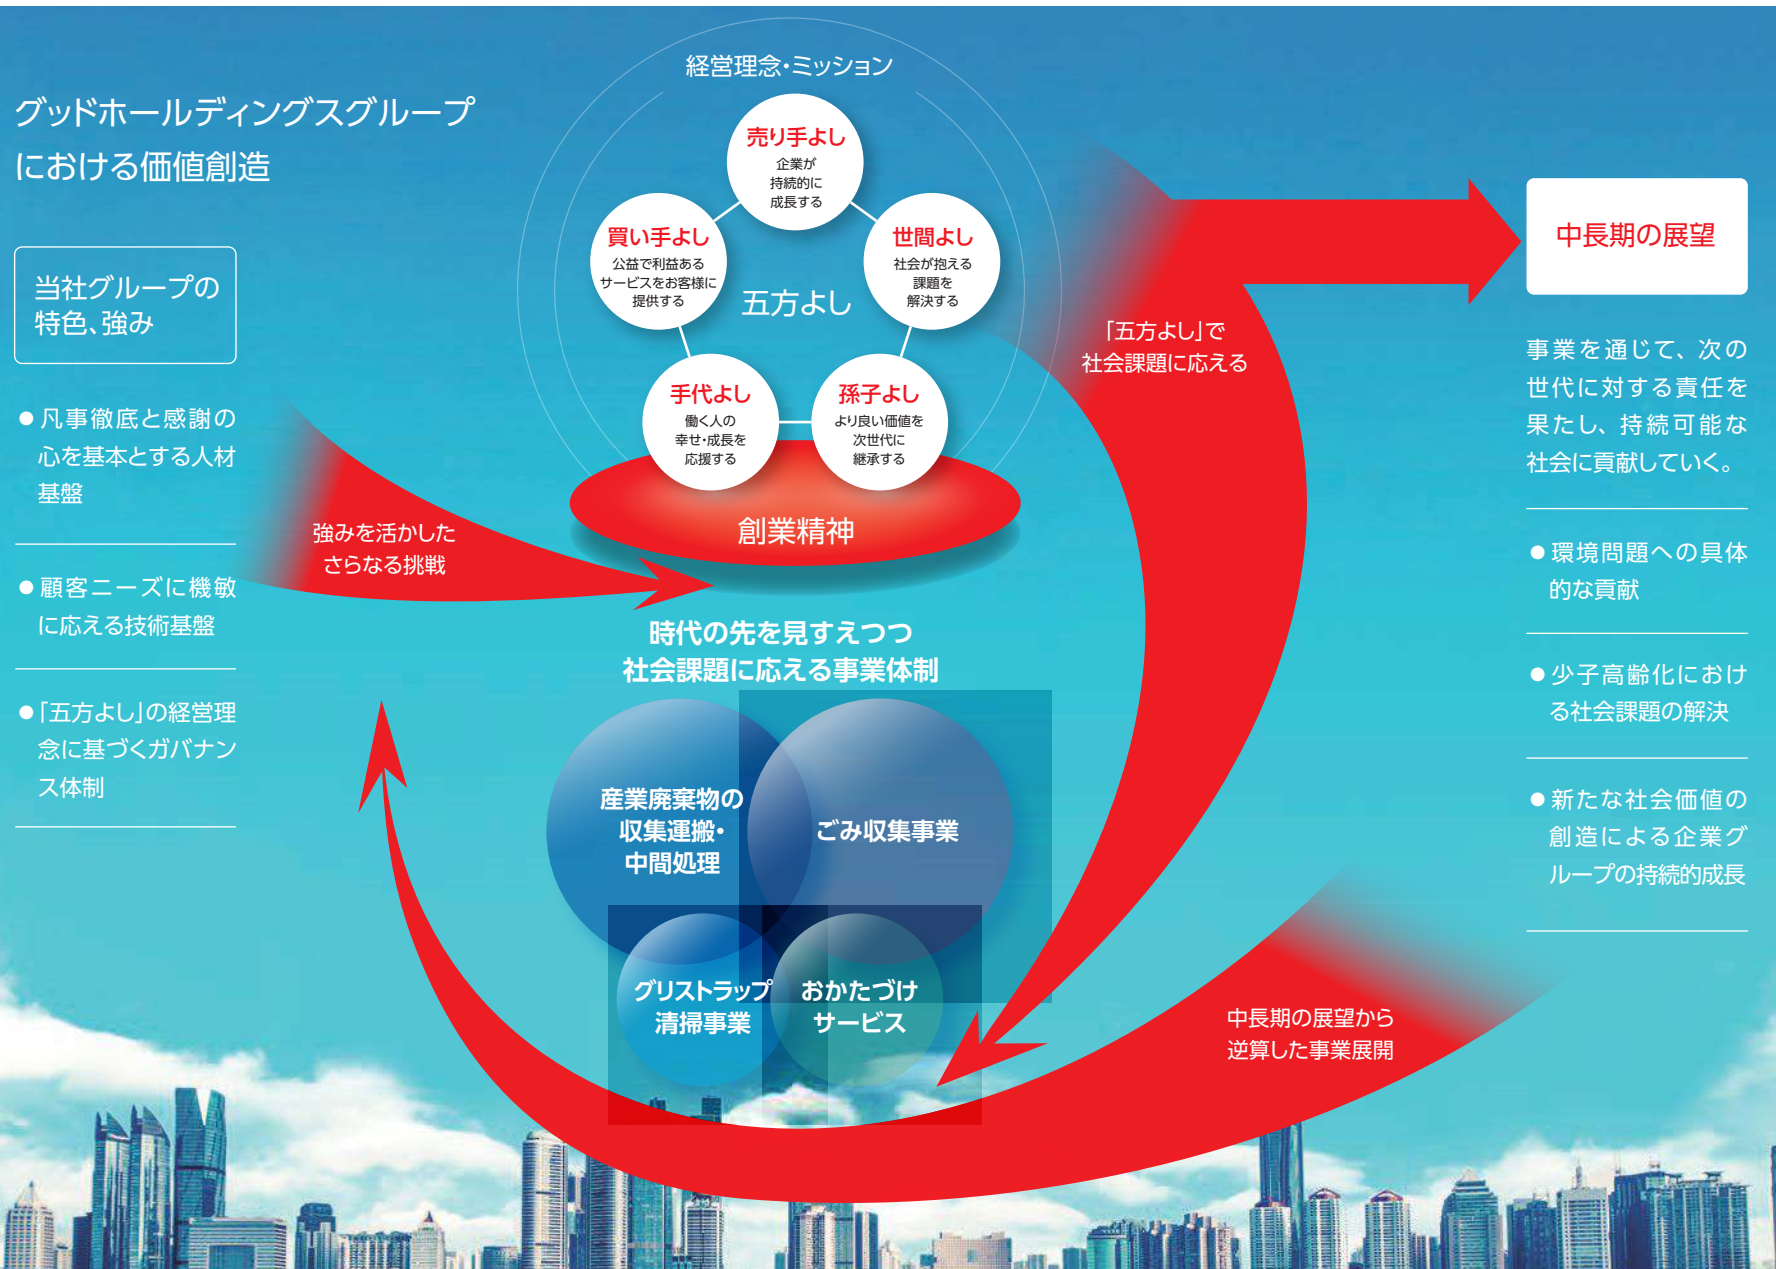 グッドホールディングスグループ
における価値創造
当社グループの
特色、強み
●凡事徹底と感謝の
心を基本とする人材
基盤
●顧客ニーズに機敏
に応える技術基盤
●「五方よし」の経営理
念に基づくガバナン
ス体制
強みを活かした
さらなる挑戦
経営理念・ミッション
売り手よし
企業が
持続的に
成長する
買い手よし
公益で利益ある
サービスをお客様に
提供する
世間よし
社会が抱える
課題を
解決する
五方よし
手代よし
働く人の
幸せ・成長を
応援する
孫子よし
より良い価値を
次世代に
継承する
創業精神
時代の先を見すえつつ
社会課題に応える事業体制
産業廃棄物の
収集運搬・
中間処理
ごみ収集事業
グリストラップ
清掃事業
おかたづけ
サービス
「五方よし」で
社会課題に応える
中長期の展望から
逆算した事業展開
中長期の展望
事業を通じて、次の
世代に対する責任を
果たし、持続可能な
社会に貢献していく。
●環境問題への具体
的な貢献
●少子高齢化におけ
る社会課題の解決
●新たな社会価値の
創造による企業グ
ループの持続的成長